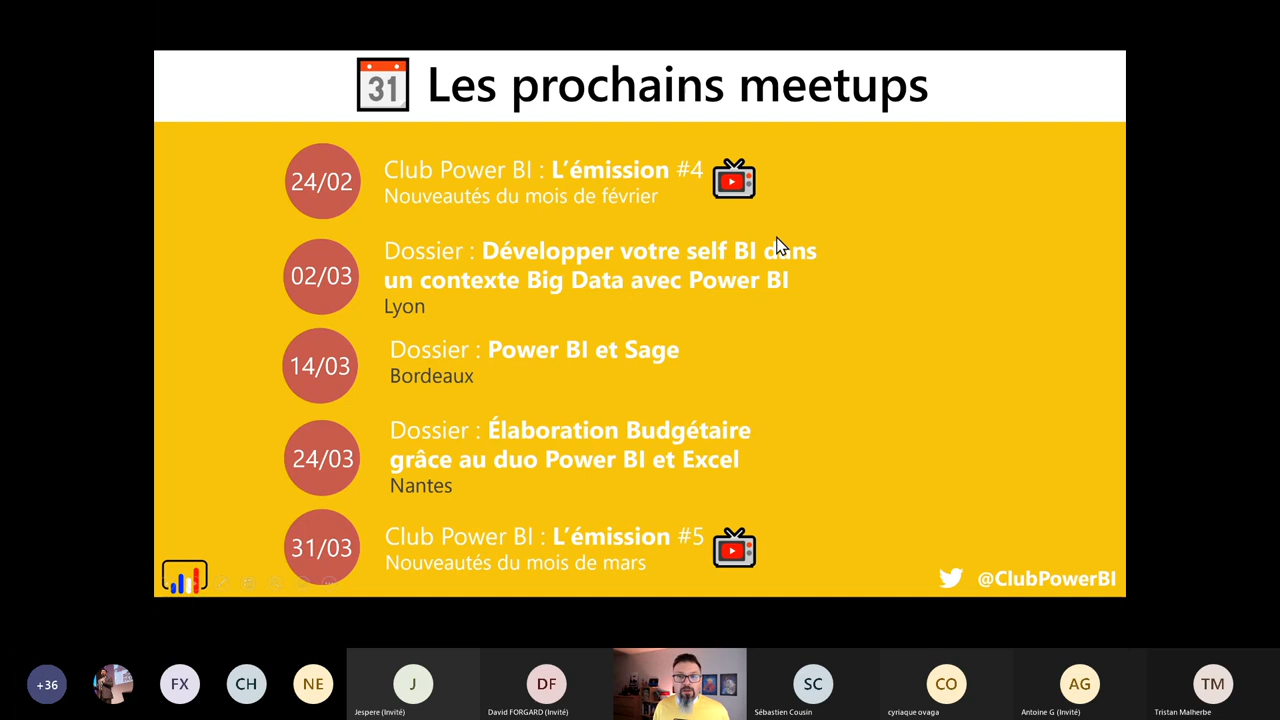 31 Les prochains meetups
24/02
Club Power BI : L’émission #4
Nouveautés du mois de février
02/03
Dossier : Développer votre self BI dans
un contexte Big Data avec Power BI
Lyon
14/03
Dossier : Power BI et Sage
Bordeaux
24/03
Dossier : Élaboration Budgétaire
grâce au duo Power BI et Excel
Nantes
31/03
Club Power BI : L’émission #5
Nouveautés du mois de mars
@ClubPowerBI
+36 FX CH NE J DF SC CO AG TM
Jespere (Invité) David FORGARD (Invité) Sébastien Cousin cyriaque ovaga Antoine G (Invité) Tristan Malherbe